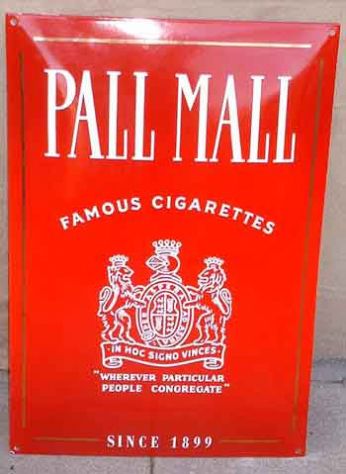 PALL MALL
FAMOUS CIGARETTES
· IN HOC SIGNO VINCES ·
"WHEREVER PARTICULAR
PEOPLE CONGREGATE"
SINCE 1899